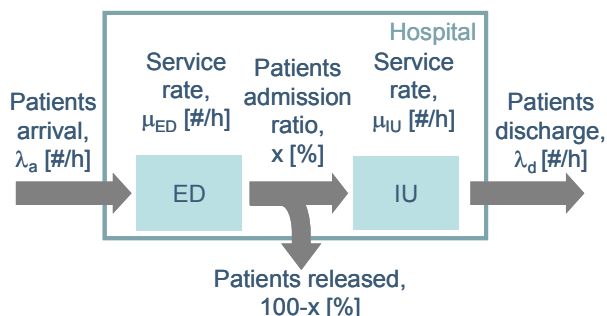 Hospital
Patients
arrival,
λa [#/h]
Service
rate,
μED [#/h]
Patients
admission
ratio,
x [%]
Service
rate,
μIU [#/h]
Patients
discharge,
λd [#/h]
ED
IU
Patients released,
100-x [%]